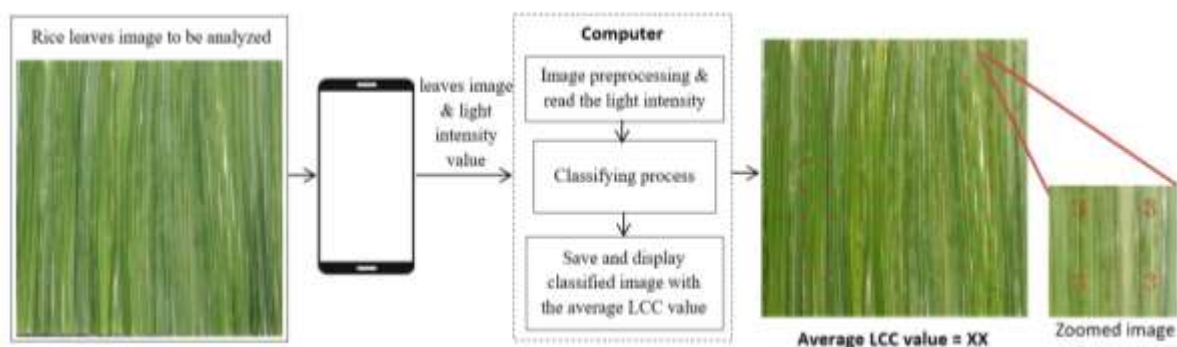 Rice leaves image to be analyzed
leaves image
& light
intensity
value
Computer
Image preprocessing &
read the light intensity
Classifying process
Save and display
classified image with
the average LCC value
Average LCC value = XX
Zoomed image